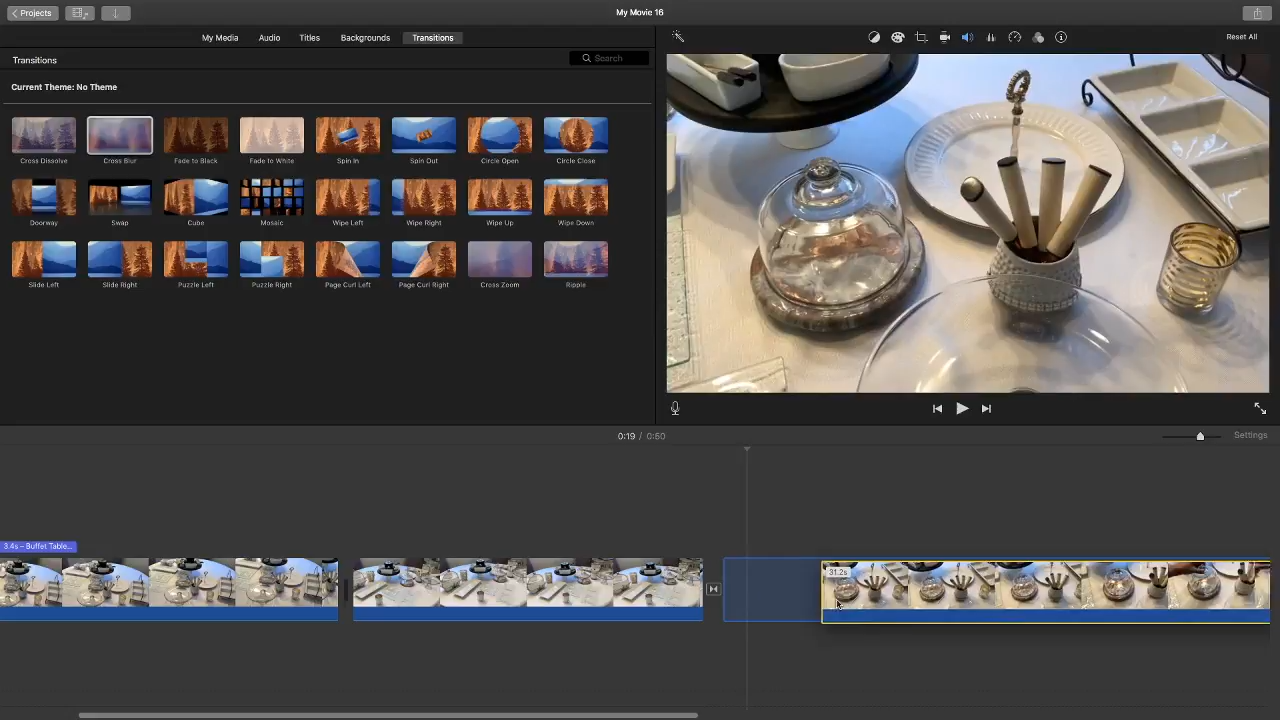 Projects
My Movie 16
My Media Audio Titles Backgrounds Transitions
Reset All
Transitions
Search
Current Theme: No Theme
Cross Dissolve Cross Blur Fade to Black Fade to White Spin In Spin Out Circle Open Circle Close
Doorway Swap Cube Mosaic Wipe Left Wipe Right Wipe Up Wipe Down
Slide Left Slide Right Puzzle Left Puzzle Right Page Curl Left Page Curl Right Cross Zoom Ripple
0:19 / 0:50
Settings
3.4s – Buffet Table...
31.2s